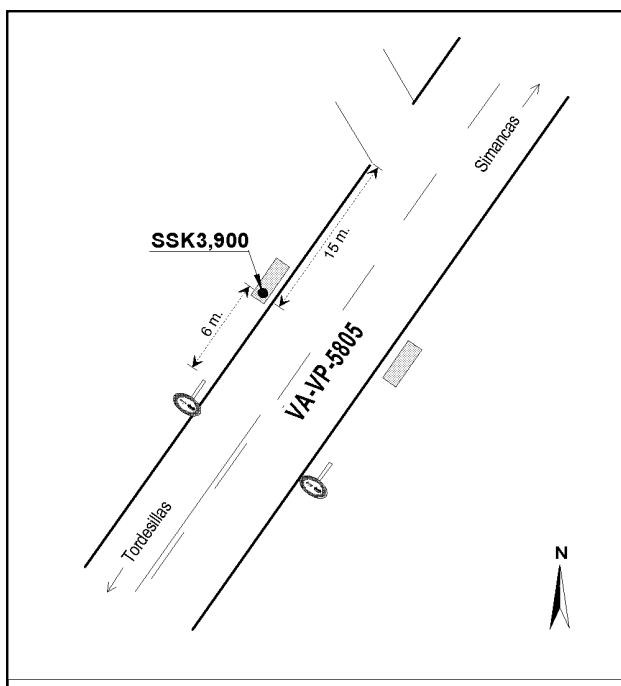 Simancas
15 m.
SSK3,900
6 m.
VA-VP-5805
Tordesillas
N